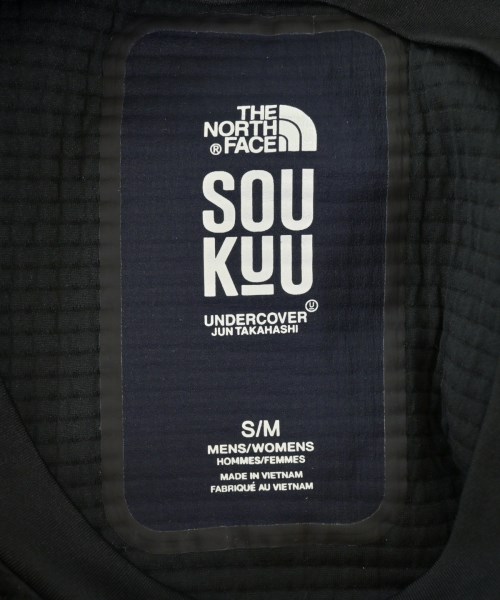 THE
NORTH
® FACE
SOU
KUU
UNDERCOVER U
JUN TAKAHASHI
S/M
MENS/WOMENS
HOMMES/FEMMES
MADE IN VIETNAM
FABRIQUÉ AU VIETNAM